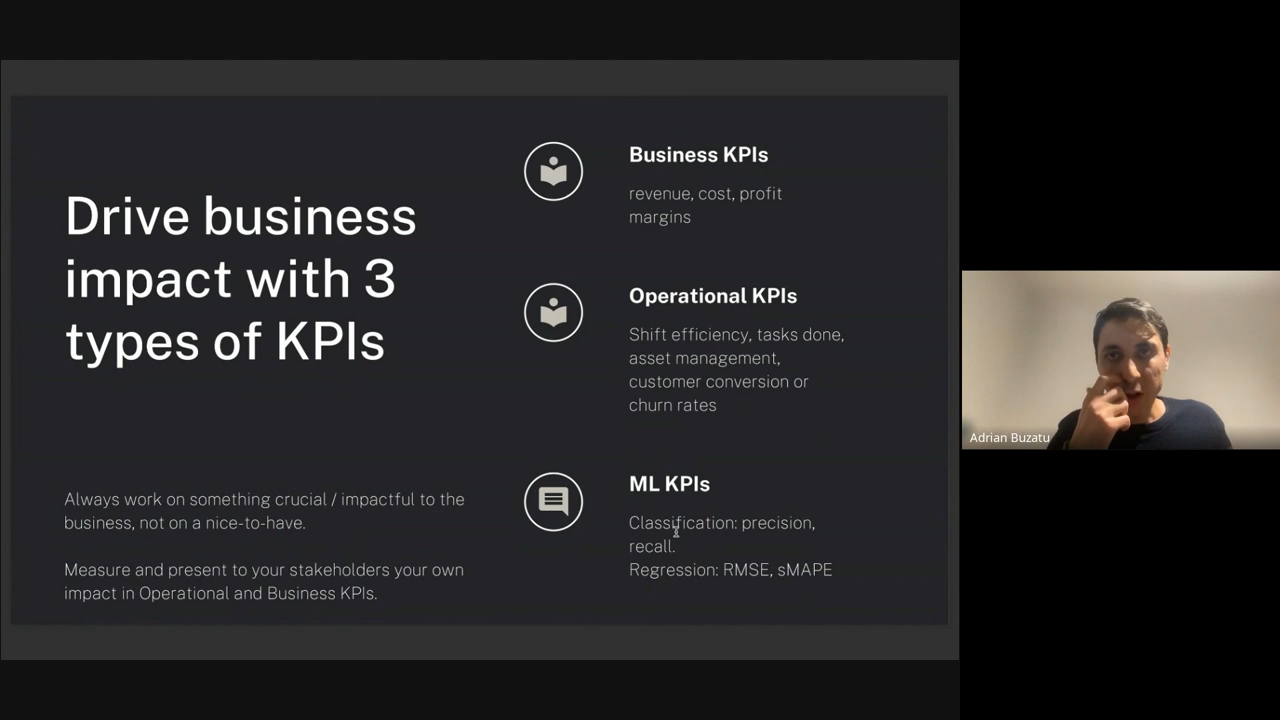 Drive business
impact with 3
types of KPIs
Always work on something crucial / impactful to the
business, not on a nice-to-have.
Measure and present to your stakeholders your own
impact in Operational and Business KPIs.
Business KPIs
revenue, cost, profit
margins
Operational KPIs
Shift efficiency, tasks done,
asset management,
customer conversion or
churn rates
ML KPIs
Classification: precision,
recall.
Regression: RMSE, sMAPE
Adrian Buzatu